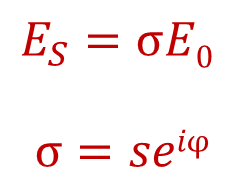 E_S = σE_0
σ = se^{iφ}